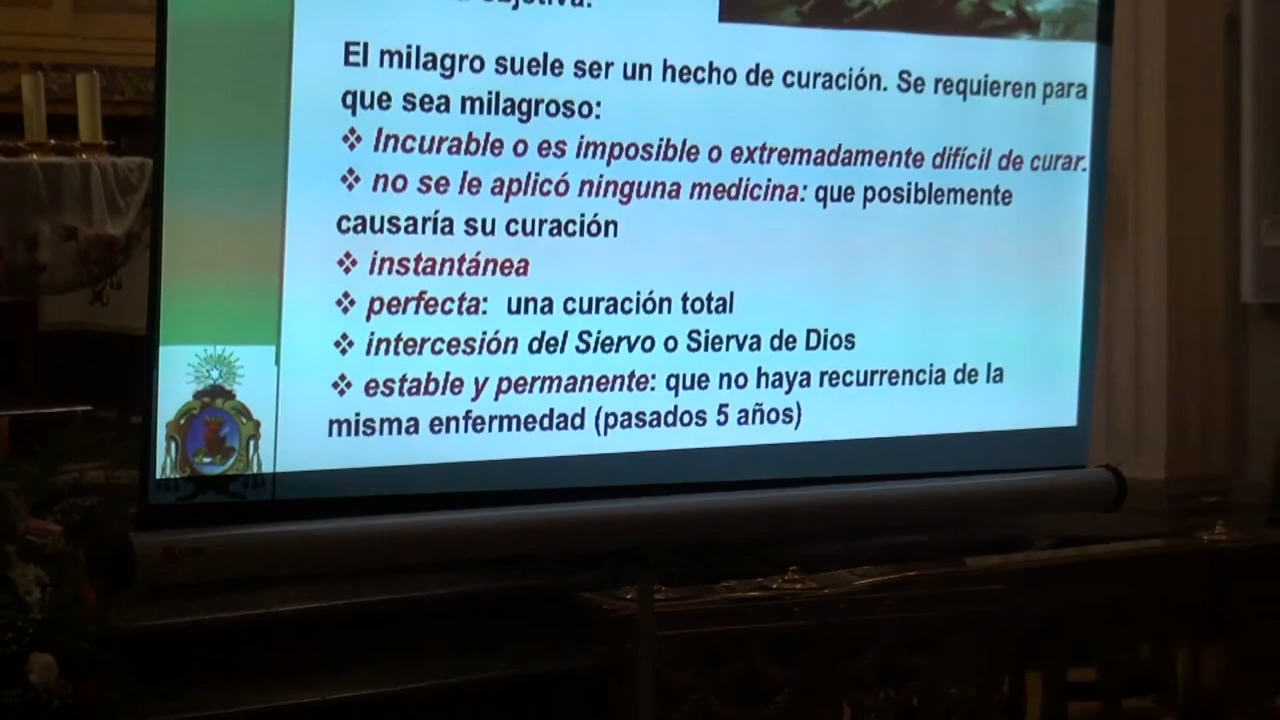 objetiva.
El milagro suele ser un hecho de curación. Se requieren para
que sea milagroso:
❖ Incurable o es imposible o extremadamente difícil de curar.
❖ no se le aplicó ninguna medicina: que posiblemente
causaría su curación
❖ instantánea
❖ perfecta: una curación total
❖ intercesión del Siervo o Sierva de Dios
❖ estable y permanente: que no haya recurrencia de la
misma enfermedad (pasados 5 años)